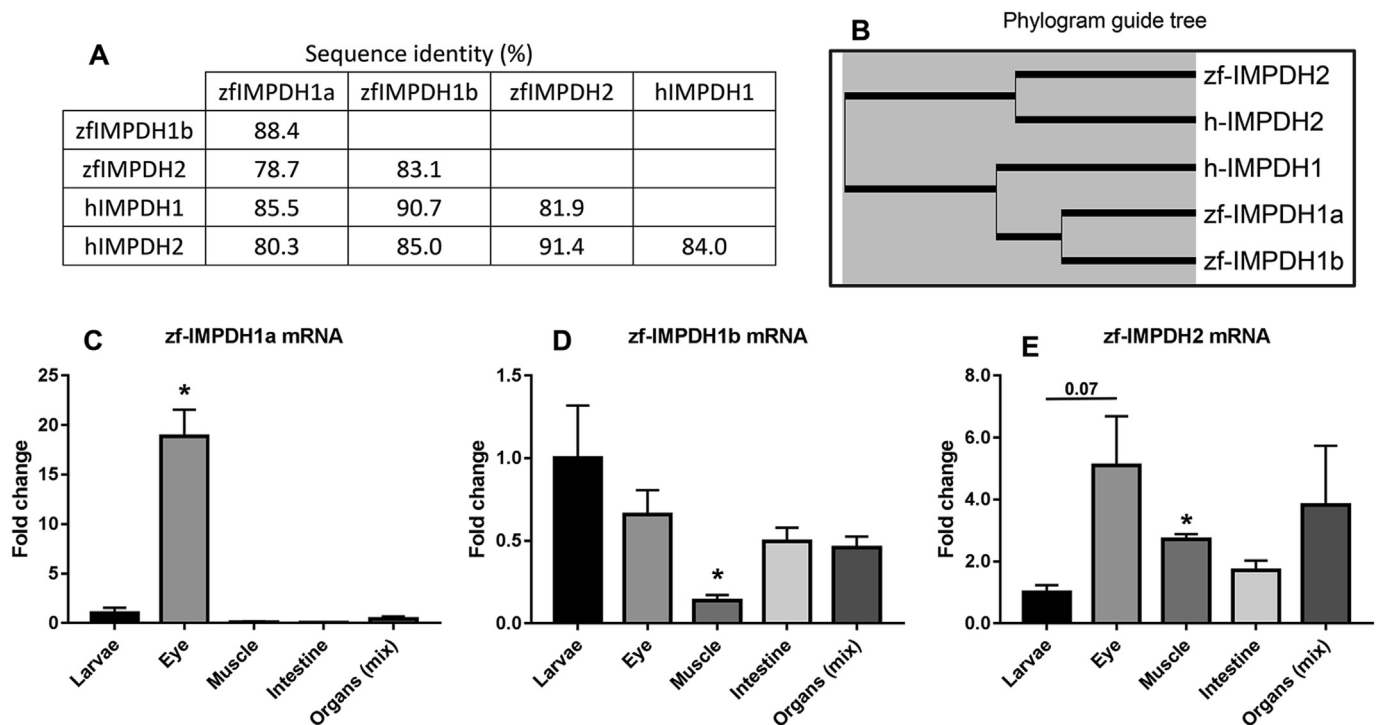 A
Sequence identity (%)
zfIMPDH1a zfIMPDH1b zfIMPDH2 hIMPDH1
zfIMPDH1b 88.4
zfIMPDH2 78.7 83.1
hIMPDH1 85.5 90.7 81.9
hIMPDH2 80.3 85.0 91.4 84.0
B
Phylogram guide tree
zf-IMPDH2
h-IMPDH2
h-IMPDH1
zf-IMPDH1a
zf-IMPDH1b
C
zf-IMPDH1a mRNA
Fold change
25
20
15
10
5
0
*
Larvae
Eye
Muscle
Intestine
Organs (mix)
D
zf-IMPDH1b mRNA
Fold change
1.5
1.0
0.5
0.0
*
Larvae
Eye
Muscle
Intestine
Organs (mix)
E
zf-IMPDH2 mRNA
Fold change
8.0
6.0
4.0
2.0
0.0
0.07
*
Larvae
Eye
Muscle
Intestine
Organs (mix)